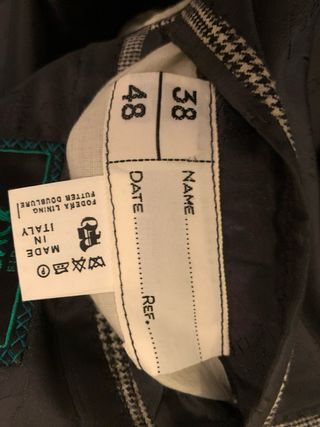 38
48
NAME
DATE REF.
FODERA LINING
FUTTER DOUBLURE
MADE
IN
ITALY
P